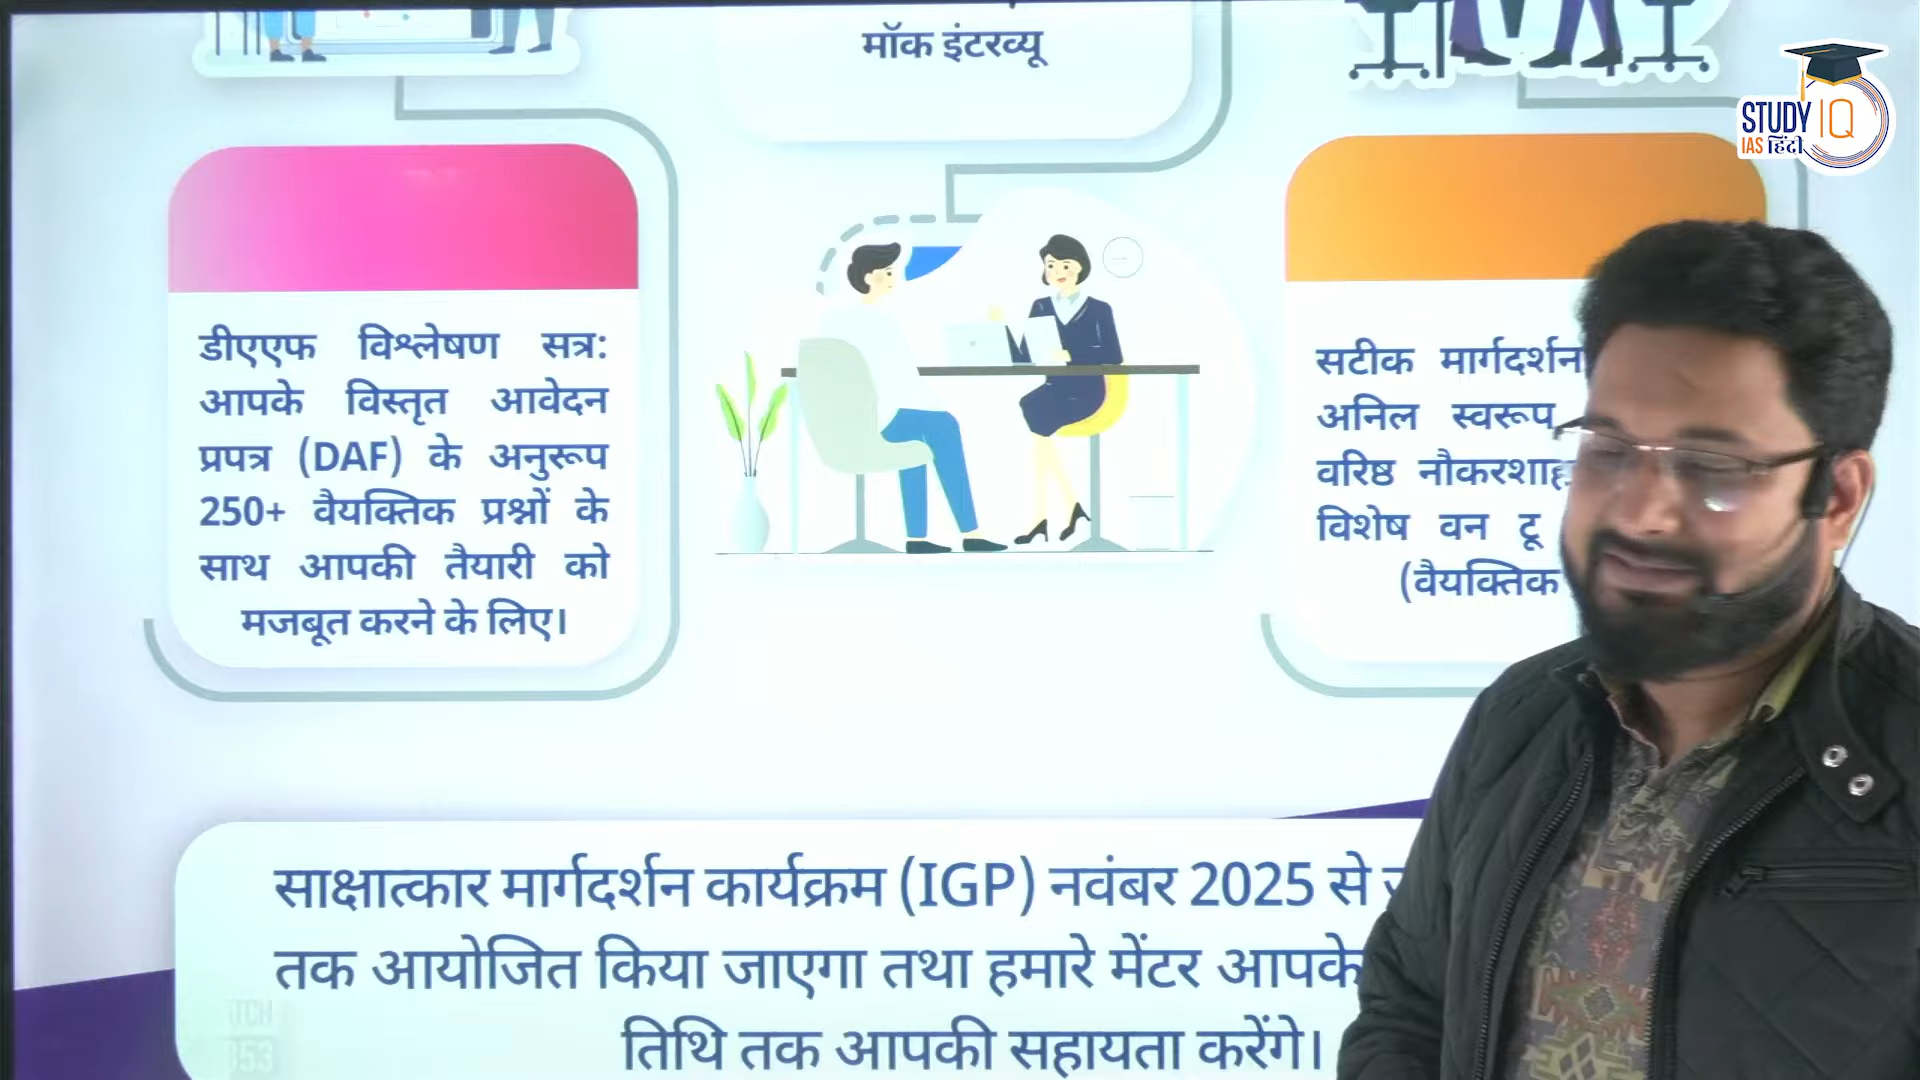 मॉक इंटरव्यू
STUDY IQ
IAS हिंदी
डीएएफ विश्लेषण सत्र:
आपके विस्तृत आवेदन
प्रपत्र (DAF) के अनुरूप
250+ वैयक्तिक प्रश्नों के
साथ आपकी तैयारी को
मजबूत करने के लिए।
सटीक मार्गदर्शन
अनिल स्वरूप
वरिष्ठ
विशेष वन टू
(वैयक्तिक
साक्षात्कार मार्गदर्शन कार्यक्रम (IGP) नवंबर 2025 से
तक आयोजित किया जाएगा तथा हमारे मेंटर आपके
तिथि तक आपकी सहायता करेंगे।